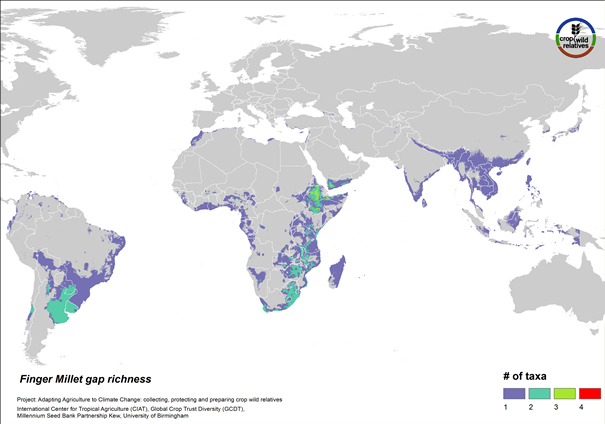 crop wild
relatives
Finger Millet gap richness
Project: Adapting Agriculture to Climate Change: collecting, protecting and preparing crop wild relatives
International Center for Tropical Agriculture (CIAT), Global Crop Trust Diversity (GCDT),
Millennium Seed Bank Partnership Kew, University of Birmingham
# of taxa
1 2 3 4